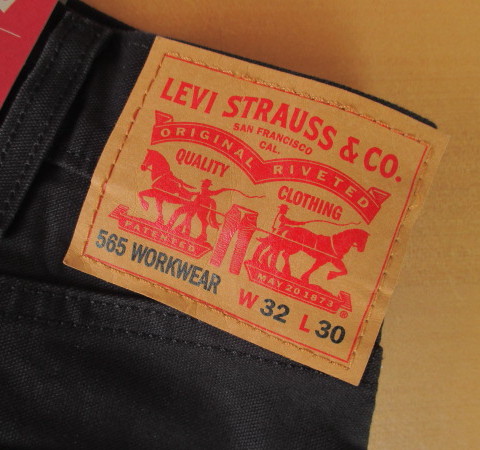 LEVI STRAUSS & CO.
SAN FRANCISCO
CAL.
ORIGINAL RIVETED
QUALITY CLOTHING
PATENTED MAY 20 1873
®
565 WORKWEAR
W 32 L 30